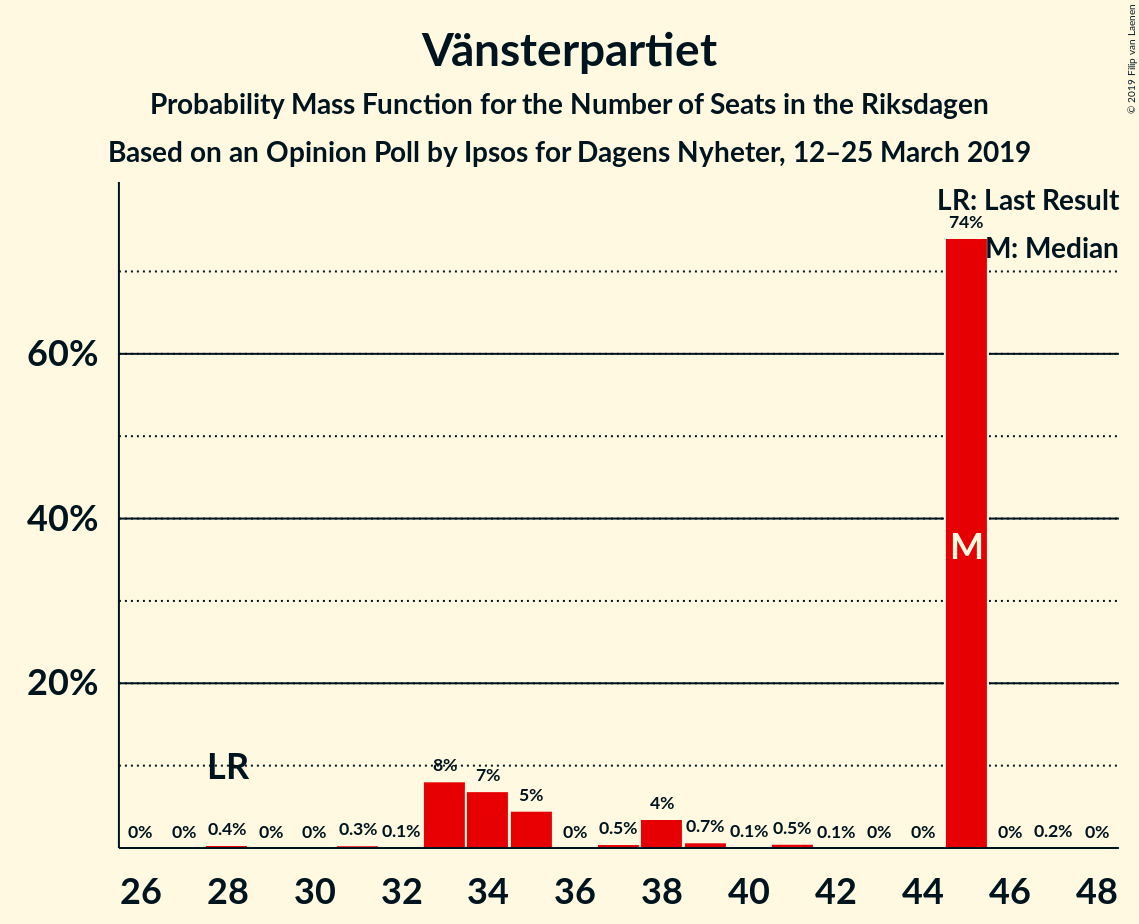 Vänsterpartiet
Probability Mass Function for the Number of Seats in the Riksdagen
Based on an Opinion Poll by Ipsos for Dagens Nyheter, 12–25 March 2019
© 2019 Filip van Laenen
LR: Last Result
M: Median
74%
60%
40%
20%
M
LR
0% 0% 0.4% 0% 0% 0.3% 0.1% 8% 7% 5% 0% 0.5% 4% 0.7% 0.1% 0.5% 0.1% 0% 0% 0% 0.2% 0%
26 28 30 32 34 36 38 40 42 44 46 48